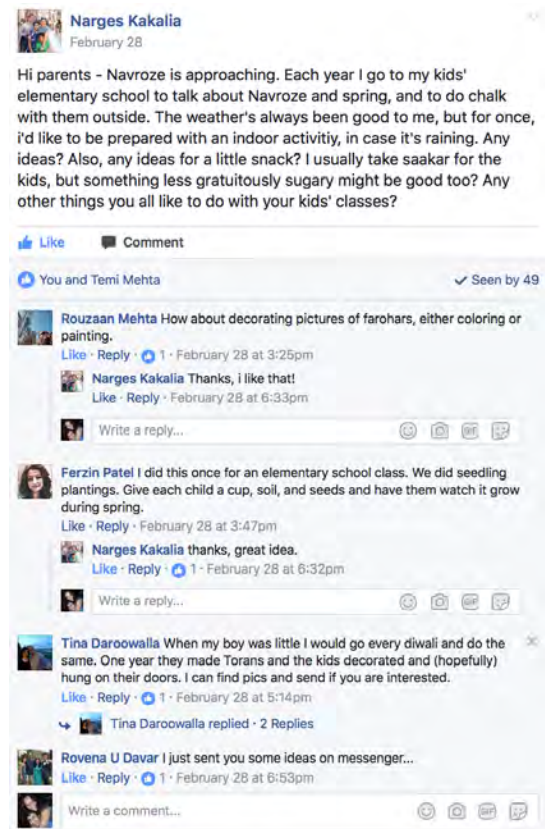 Narges Kakalia
February 28
Hi parents - Navroze is approaching. Each year I go to my kids'
elementary school to talk about Navroze and spring, and to do chalk
with them outside. The weather's always been good to me, but for once,
i'd like to be prepared with an indoor activitiy, in case it's raining. Any
ideas? Also, any ideas for a little snack? I usually take saakar for the
kids, but something less gratuitously sugary might be good too? Any
other things you all like to do with your kids' classes?
Like Comment
You and Temi Mehta ✓ Seen by 49
Rouzaan Mehta How about decorating pictures of farohars, either coloring or
painting.
Like · Reply · 1 · February 28 at 3:25pm
Narges Kakalia Thanks, i like that!
Like · Reply · February 28 at 6:33pm
Write a reply...
GIF
Ferzin Patel I did this once for an elementary school class. We did seedling
plantings. Give each child a cup, soil, and seeds and have them watch it grow
during spring.
Like · Reply · February 28 at 3:47pm
Narges Kakalia thanks, great idea.
Like · Reply · 1 · February 28 at 6:32pm
Write a reply...
GIF
Tina Daroowalla When my boy was little I would go every diwali and do the
same. One year they made Torans and the kids decorated and (hopefully)
hung on their doors. I can find pics and send if you are interested.
Like · Reply · 1 · February 28 at 5:14pm
Tina Daroowalla replied · 2 Replies
Rovena U Davar I just sent you some ideas on messenger...
Like · Reply · 1 · February 28 at 6:53pm
Write a comment...
GIF